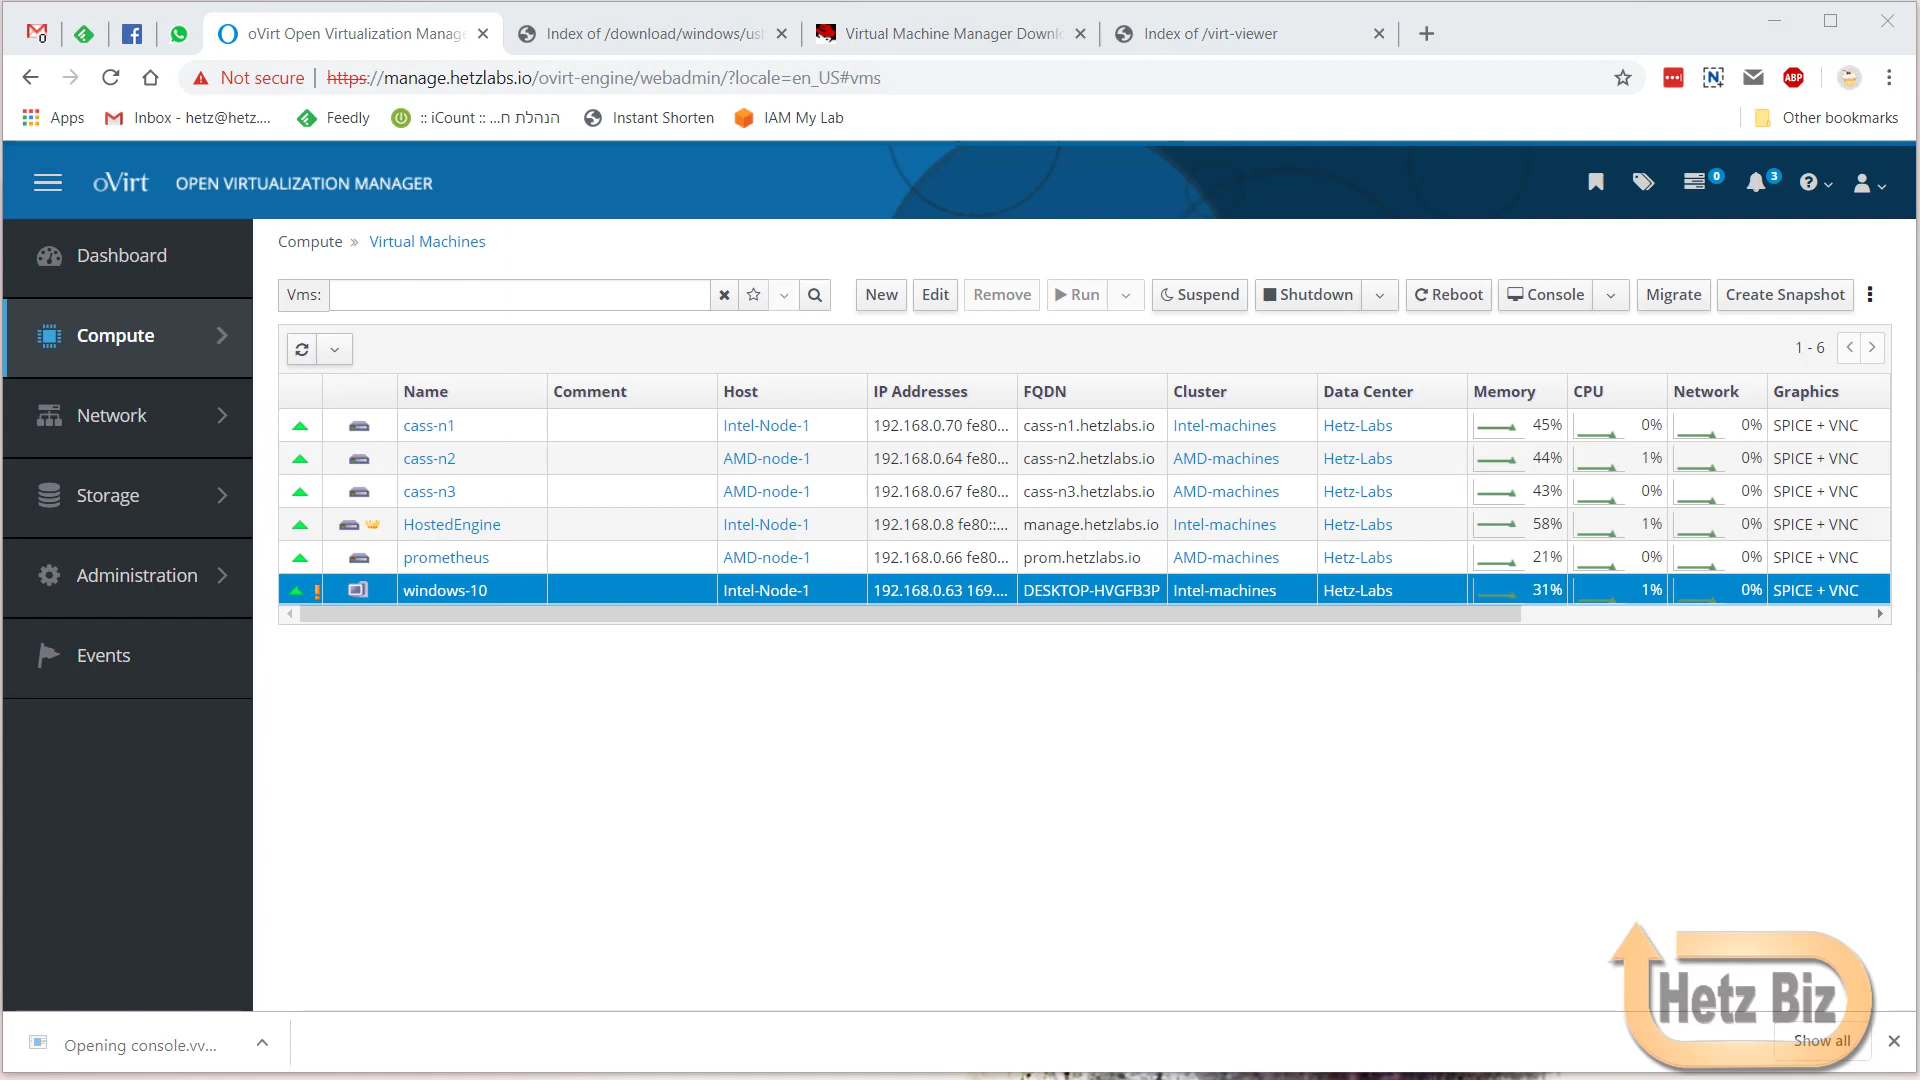 0
oVirt Open Virtualization Manage
Index of /download/windows/us
Virtual Machine Manager Downl
Index of /virt-viewer
Not secure | https://manage.hetzlabs.io/ovirt-engine/webadmin/?locale=en_US#vms
ABP
Apps
Inbox - hetz@hetz....
Feedly
:: iCount :: ...הנהלת ח
Instant Shorten
IAM My Lab
Other bookmarks
oVirt OPEN VIRTUALIZATION MANAGER
0
3
Dashboard
Compute
Network
Storage
Administration
Events
Compute » Virtual Machines
Vms:
New
Edit
Remove
Run
Suspend
Shutdown
Reboot
Console
Migrate
Create Snapshot
1 - 6
Name Comment Host IP Addresses FQDN Cluster Data Center Memory CPU Network Graphics
cass-n1 Intel-Node-1 192.168.0.70 fe80... cass-n1.hetzlabs.io Intel-machines Hetz-Labs 45% 0% 0% SPICE + VNC
cass-n2 AMD-node-1 192.168.0.64 fe80... cass-n2.hetzlabs.io AMD-machines Hetz-Labs 44% 1% 0% SPICE + VNC
cass-n3 AMD-node-1 192.168.0.67 fe80... cass-n3.hetzlabs.io AMD-machines Hetz-Labs 43% 0% 0% SPICE + VNC
HostedEngine Intel-Node-1 192.168.0.8 fe80::... manage.hetzlabs.io Intel-machines Hetz-Labs 58% 1% 0% SPICE + VNC
prometheus AMD-node-1 192.168.0.66 fe80... prom.hetzlabs.io AMD-machines Hetz-Labs 21% 0% 0% SPICE + VNC
windows-10 Intel-Node-1 192.168.0.63 169.... DESKTOP-HVGFB3P Intel-machines Hetz-Labs 31% 1% 0% SPICE + VNC
Hetz Biz
Opening console.vv...
Show all